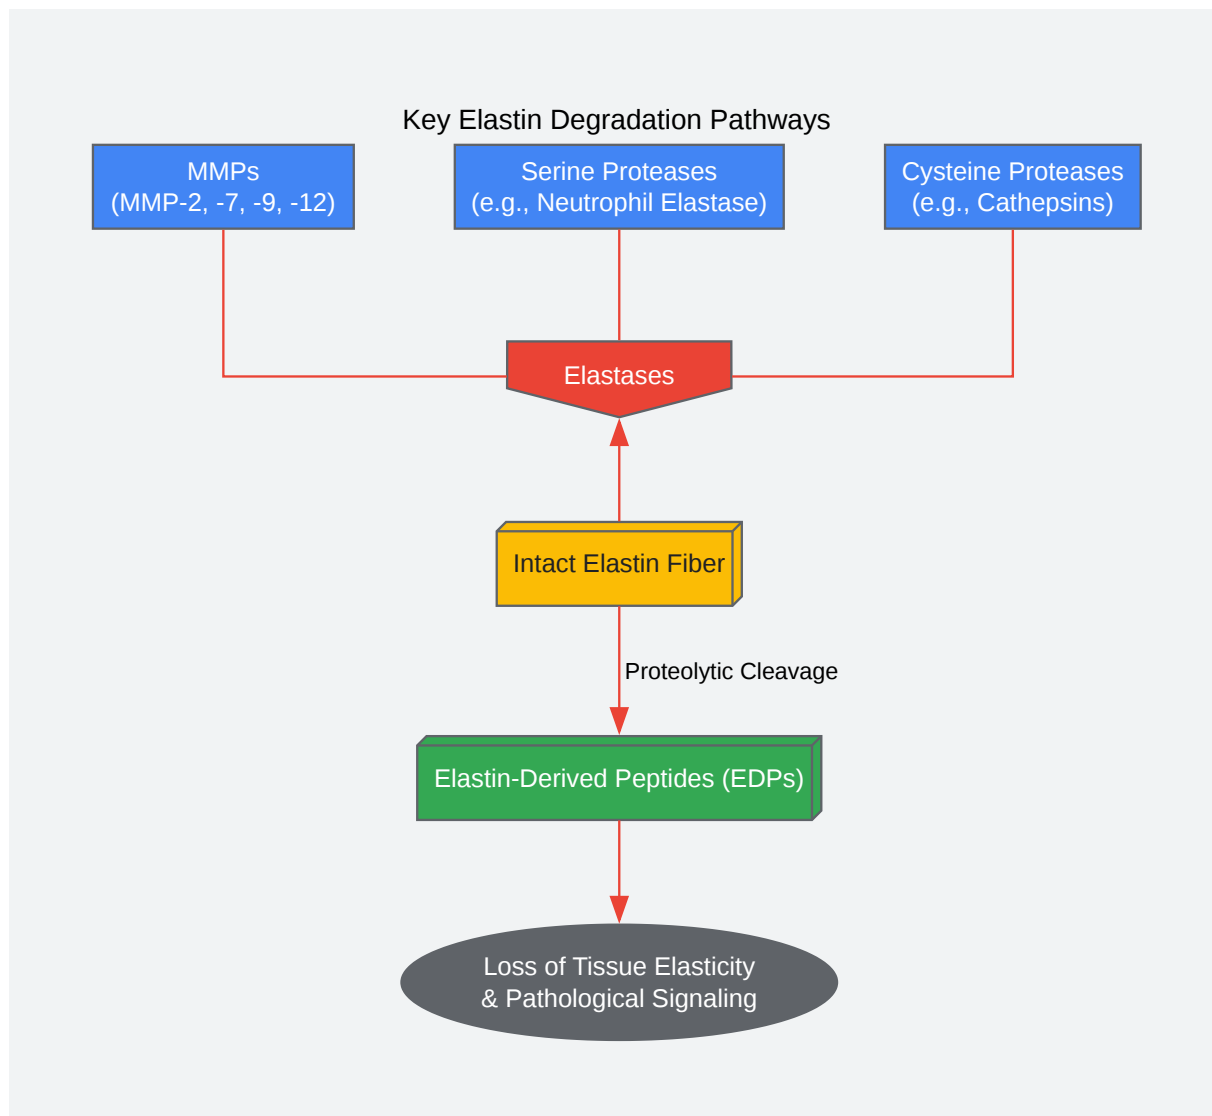 Key Elastin Degradation Pathways
MMPs
(MMP-2, -7, -9, -12)
Serine Proteases
(e.g., Neutrophil Elastase)
Cysteine Proteases
(e.g., Cathepsins)
Elastases
Intact Elastin Fiber
Proteolytic Cleavage
Elastin-Derived Peptides (EDPs)
Loss of Tissue Elasticity
& Pathological Signaling